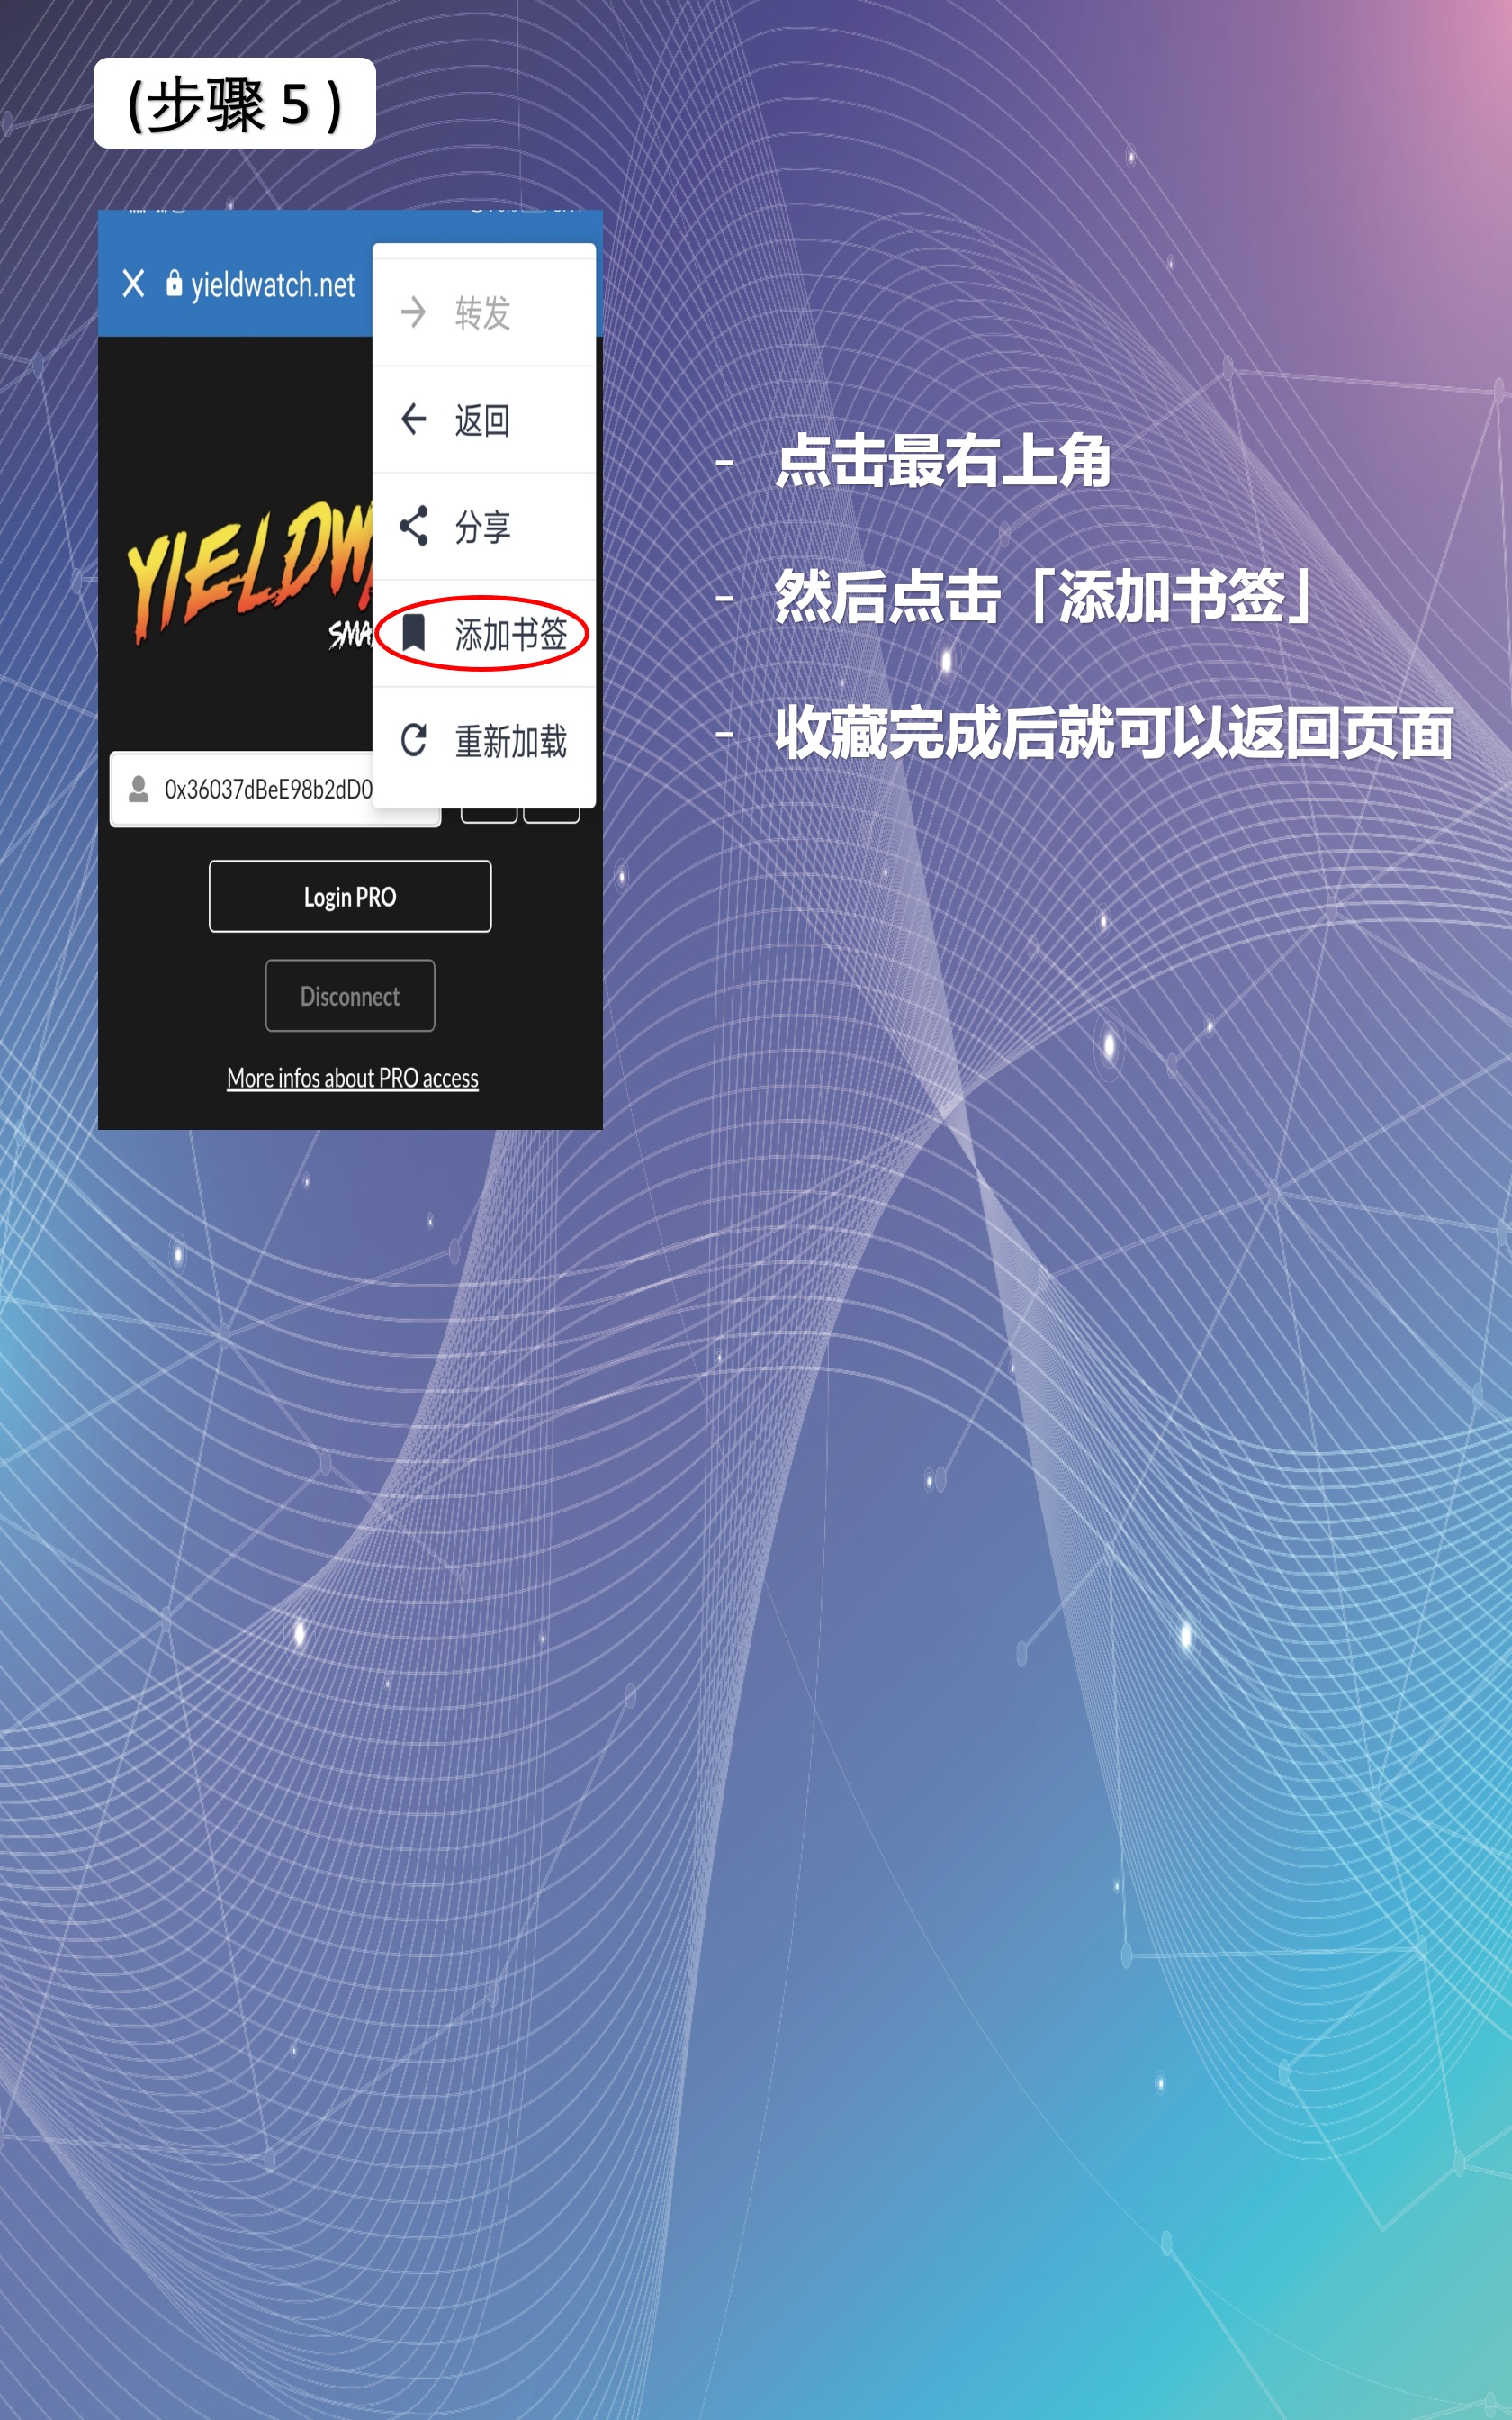 (步骤 5 )
yieldwatch.net
转发
返回
分享
添加书签
重新加载
YIELDW
SMA
0x36037dBeE98b2dD0
Login PRO
Disconnect
More infos about PRO access
- 点击最右上角
- 然后点击「添加书签」
- 收藏完成后就可以返回页面